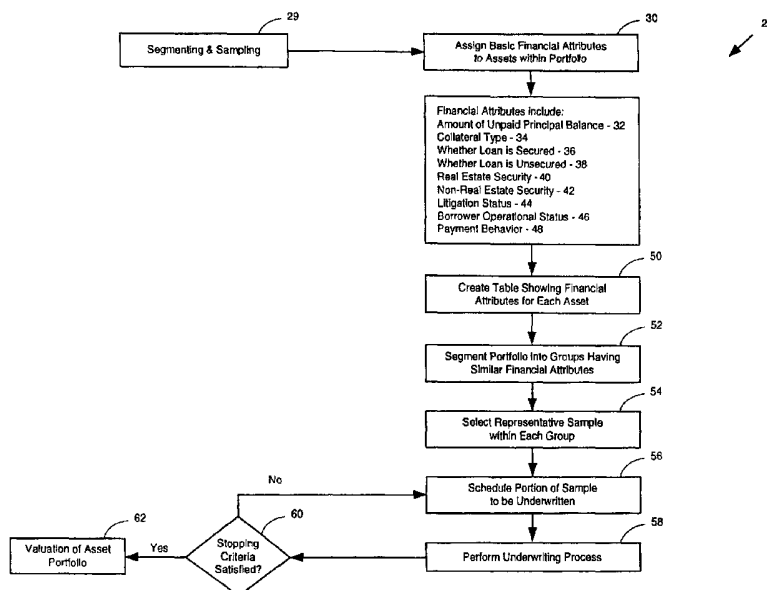 29
Segmenting & Sampling
30
Assign Basic Financial Attributes
to Assets within Portfolio
2
Financial Attributes include:
Amount of Unpaid Principal Balance - 32
Collateral Type - 34
Whether Loan is Secured - 36
Whether Loan is Unsecured - 38
Real Estate Security - 40
Non-Real Estate Security - 42
Litigation Status - 44
Borrower Operational Status - 46
Payment Behavior - 48
50
Create Table Showing Financial
Attributes for Each Asset
52
Segment Portfolio into Groups Having
Similar Financial Attributes
54
Select Representative Sample
within Each Group
56
Schedule Portion of Sample
to be Underwritten
58
Perform Underwriting Process
No
60
Stopping
Criteria
Satisfied?
Yes
62
Valuation of Asset
Portfolio